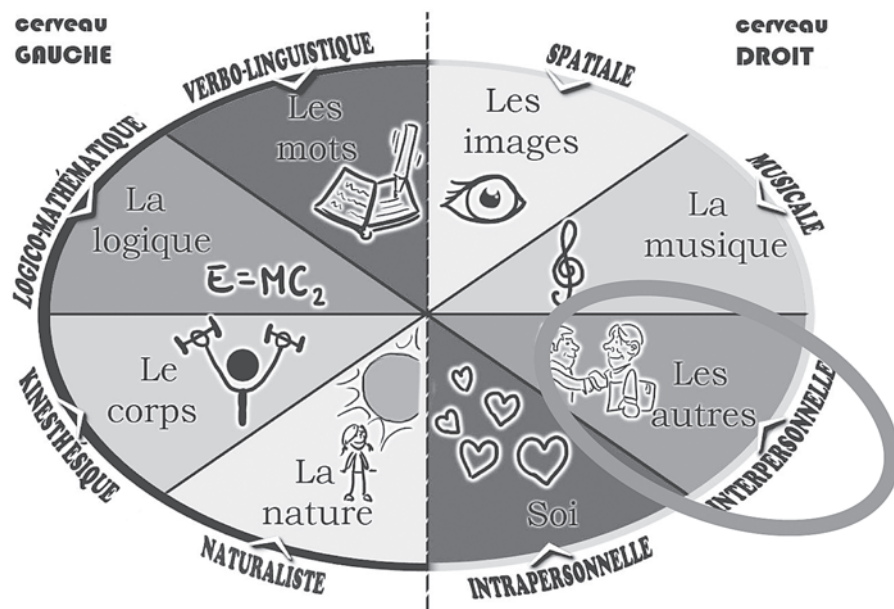 cerveau
GAUCHE
cerveau
DROIT
VERBO-LINGUISTIQUE
SPATIALE
Les
mots
Les
images
LOGICO-MATHÉMATIQUE
MUSICALE
La
logique
La
musique
E=MC2
Le
corps
Les
autres
KINESTHÉSIQUE
INTERPERSONNELLE
La
nature
Soi
NATURALISTE
INTRAPERSONNELLE